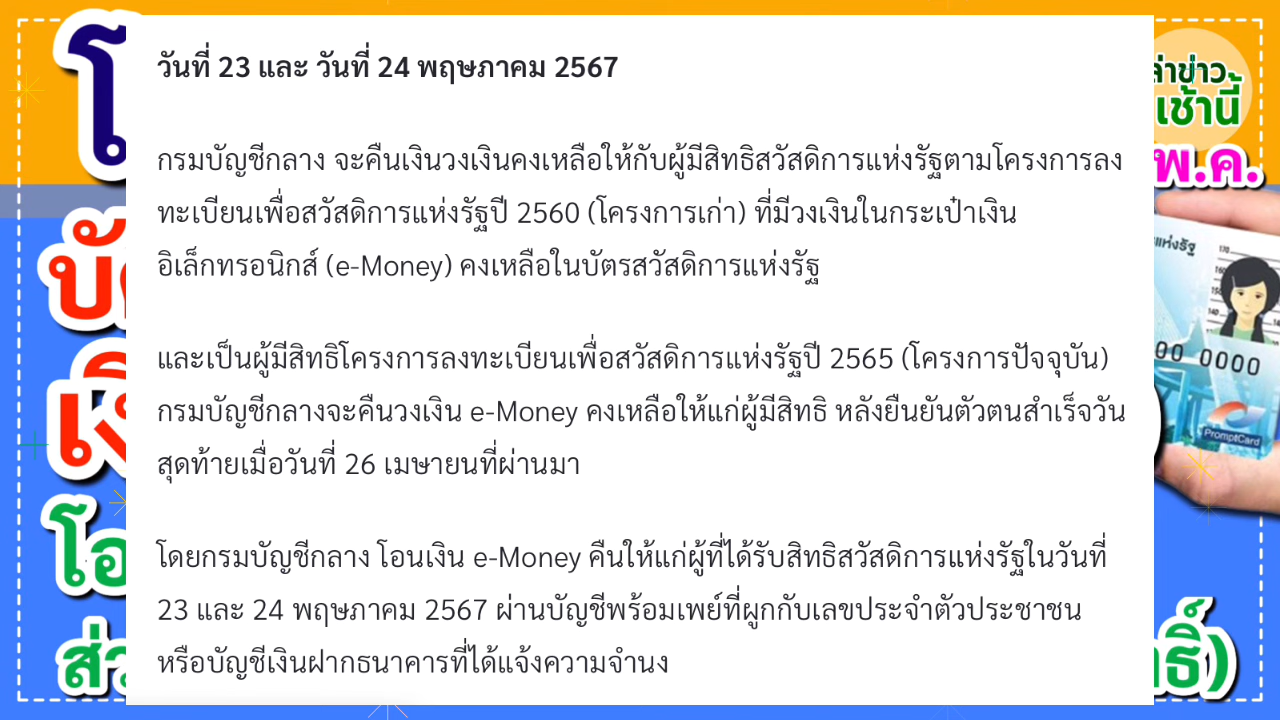 วันที่ 23 และ วันที่ 24 พฤษภาคม 2567
กรมบัญชีกลาง จะคืนเงินวงเงินคงเหลือให้กับผู้มีสิทธิสวัสดิการแห่งรัฐตามโครงการลง
ทะเบียนเพื่อสวัสดิการแห่งรัฐปี 2560 (โครงการเก่า) ที่มีวงเงินในกระเป๋าเงิน
อิเล็กทรอนิกส์ (e-Money) คงเหลือในบัตรสวัสดิการแห่งรัฐ
และเป็นผู้มีสิทธิโครงการลงทะเบียนเพื่อสวัสดิการแห่งรัฐปี 2565 (โครงการปัจจุบัน)
กรมบัญชีกลางจะคืนวงเงิน e-Money คงเหลือให้แก่ผู้มีสิทธิ หลังยืนยันตัวตนสำเร็จวัน
สุดท้ายเมื่อวันที่ 26 เมษายนที่ผ่านมา
โดยกรมบัญชีกลาง โอนเงิน e-Money คืนให้แก่ผู้ที่ได้รับสิทธิสวัสดิการแห่งรัฐในวันที่
23 และ 24 พฤษภาคม 2567 ผ่านบัญชีพร้อมเพย์ที่ผูกกับเลขประจำตัวประชาชน
หรือบัญชีเงินฝากธนาคารที่ได้แจ้งความจำนง
ล่าข่าว
เช้านี้
พ.ค.
แห่งรัฐ
170
00 0000
PromptCard